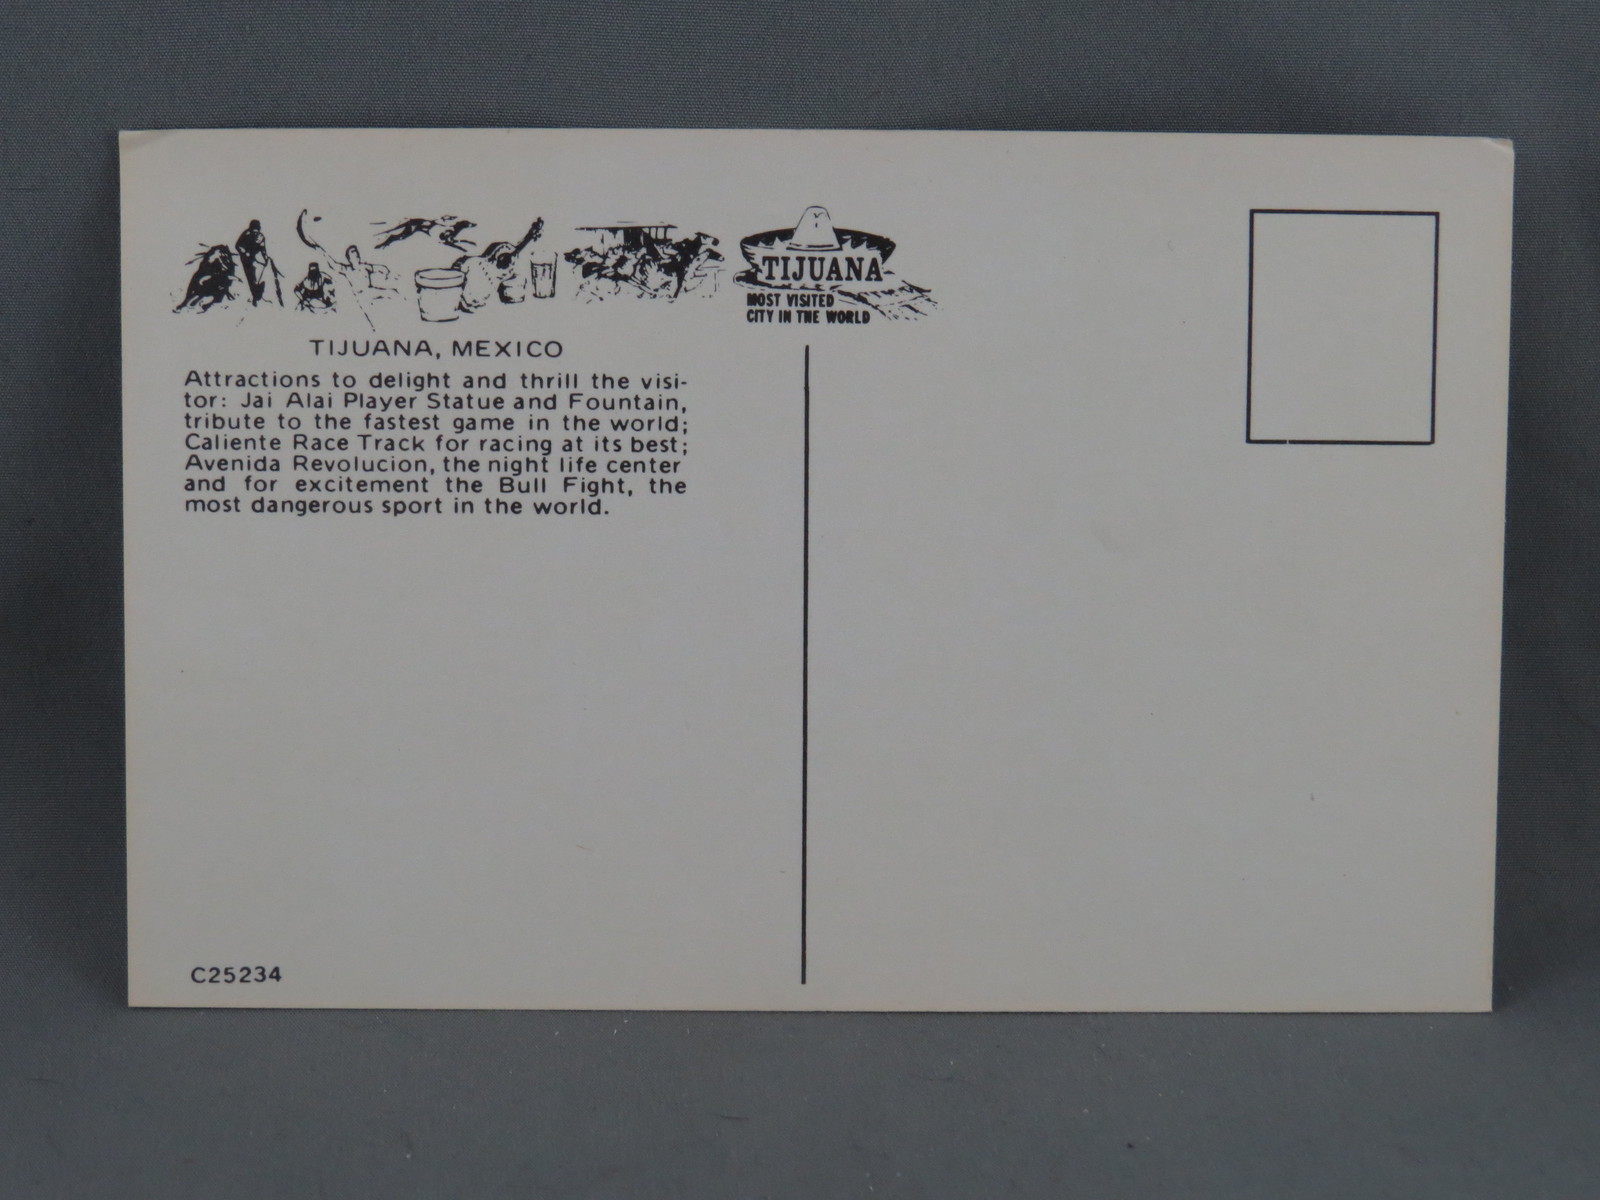 TIJUANA
MOST VISITED
CITY IN THE WORLD
TIJUANA, MEXICO
Attractions to delight and thrill the visi-
tor: Jai Alai Player Statue and Fountain,
tribute to the fastest game in the world;
Caliente Race Track for racing at its best;
Avenida Revolucion, the night life center
and for excitement the Bull Fight, the
most dangerous sport in the world.
C25234